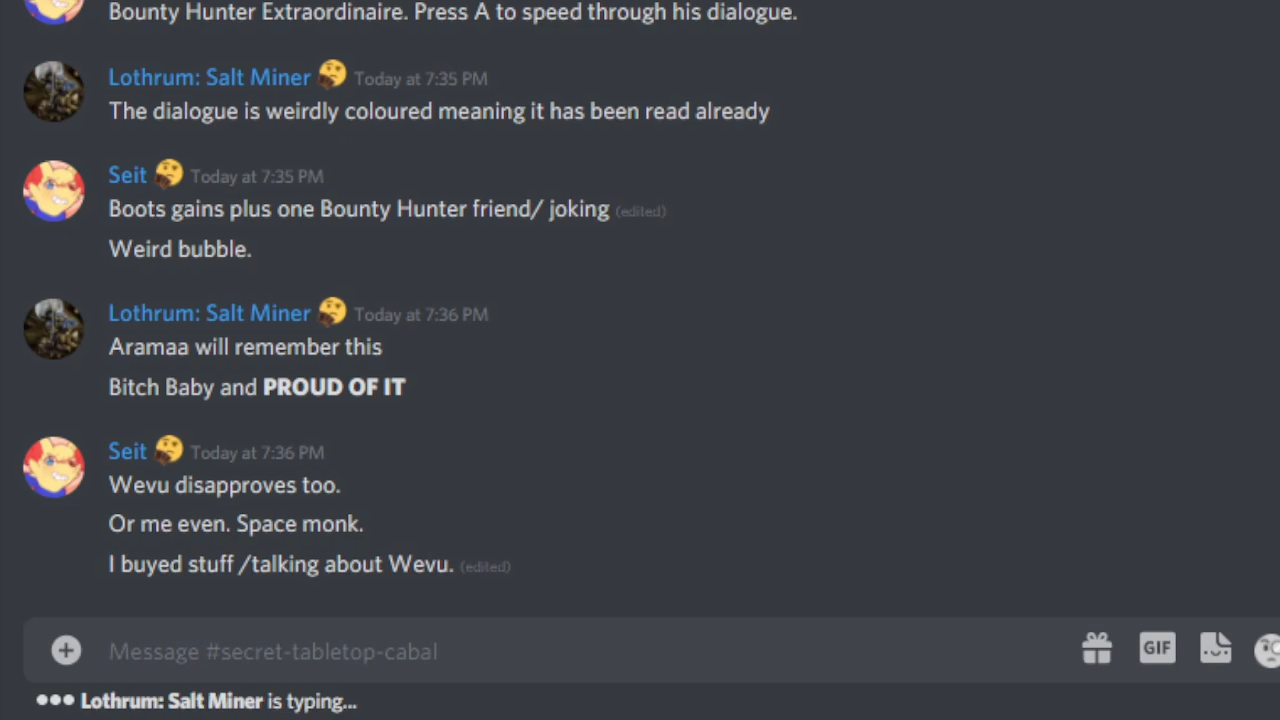 Bounty Hunter Extraordinaire. Press A to speed through his dialogue.
Lothrum: Salt Miner 🤔 Today at 7:35 PM
The dialogue is weirdly coloured meaning it has been read already
Seit 🤔 Today at 7:35 PM
Boots gains plus one Bounty Hunter friend/ joking (edited)
Weird bubble.
Lothrum: Salt Miner 🤔 Today at 7:36 PM
Aramaa will remember this
Bitch Baby and PROUD OF IT
Seit 🤔 Today at 7:36 PM
Wevu disapproves too.
Or me even. Space monk.
I buyed stuff /talking about Wevu. (edited)
Message #secret-tabletop-cabal
GIF
Lothrum: Salt Miner is typing...